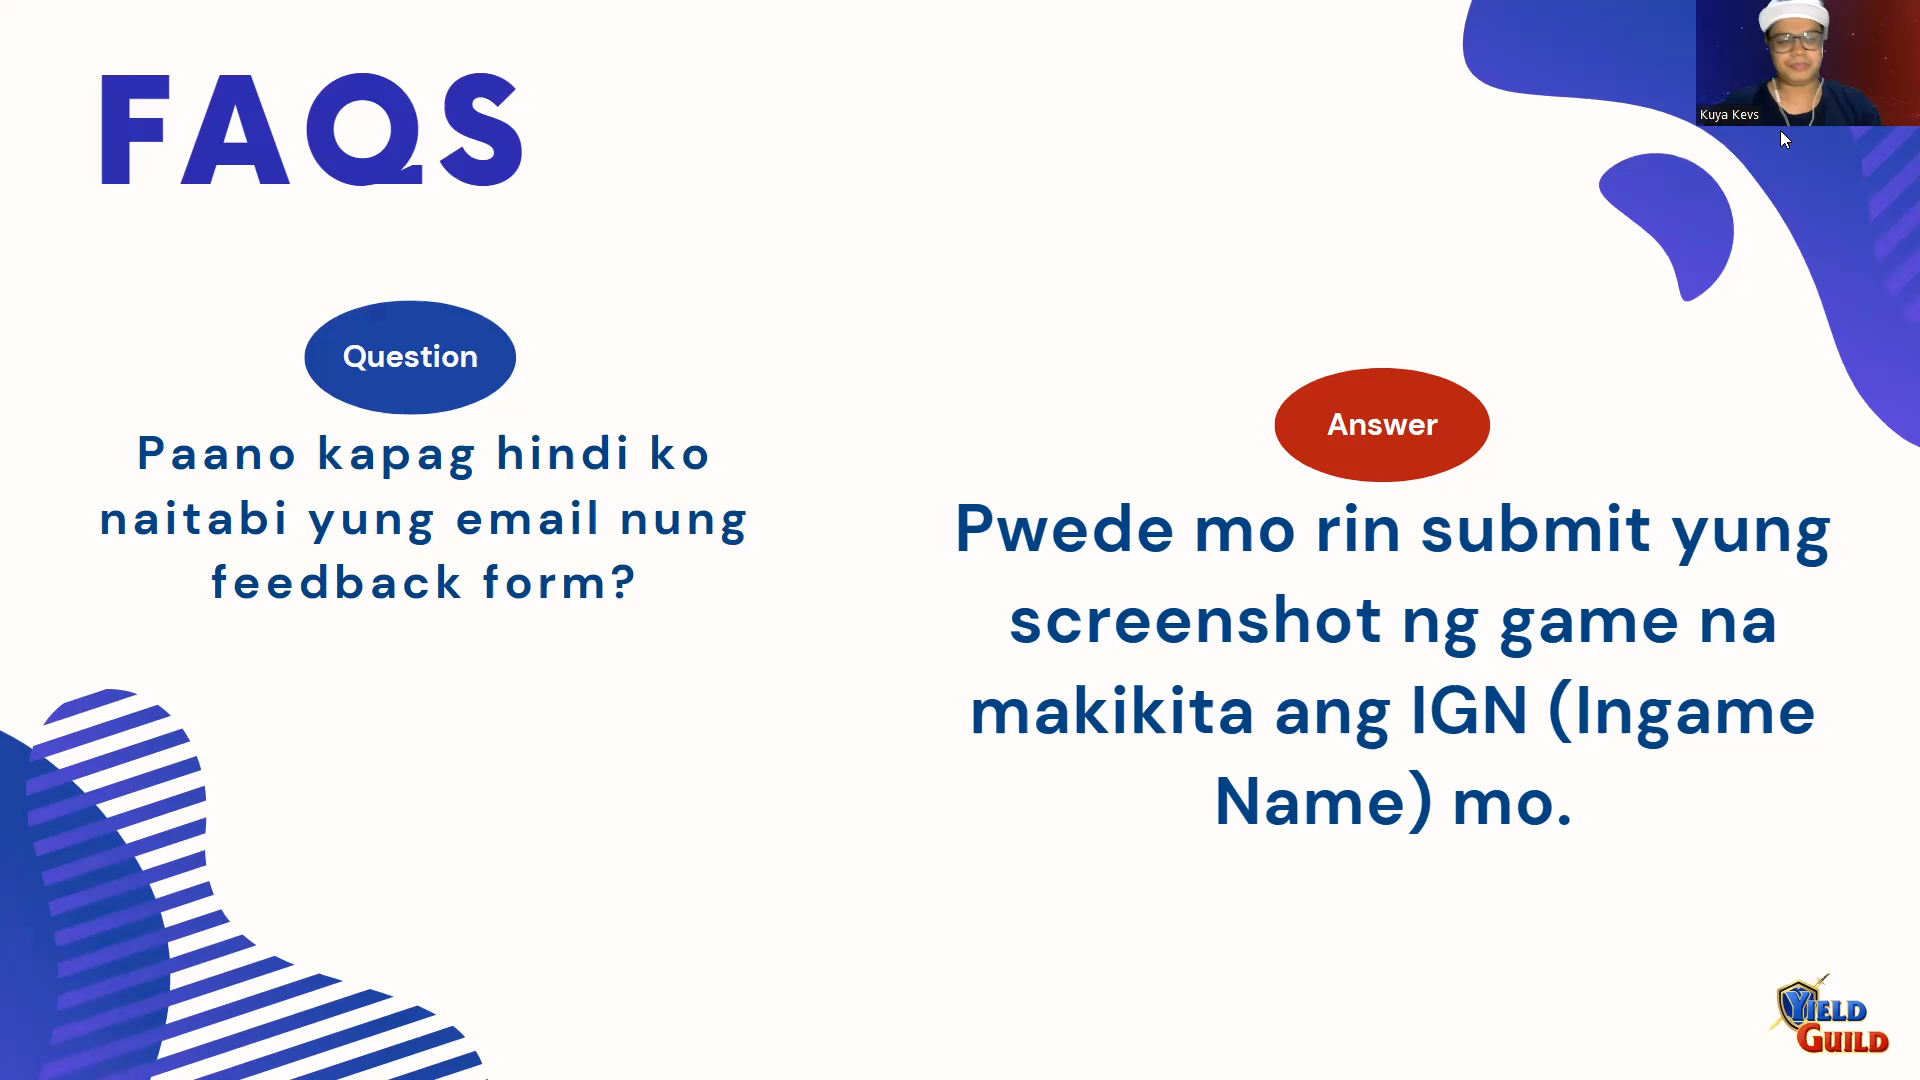 FAQS
Kuya Kevs
Question
Paano kapag hindi ko
naitabi yung email nung
feedback form?
Answer
Pwede mo rin submit yung
screenshot ng game na
makikita ang IGN (Ingame
Name) mo.
YIELD
GUILD